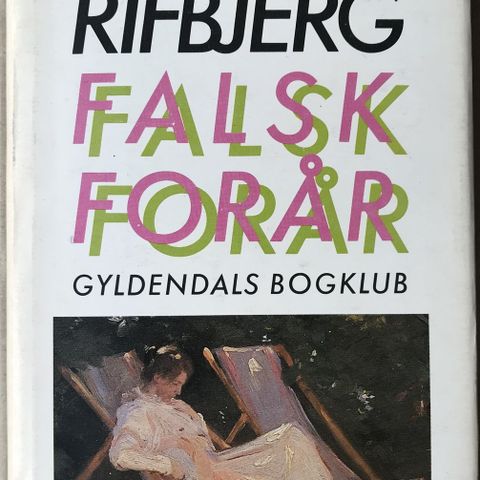 RIFBJERG
FALSK
FORÅR
GYLDENDALS BOGKLUB